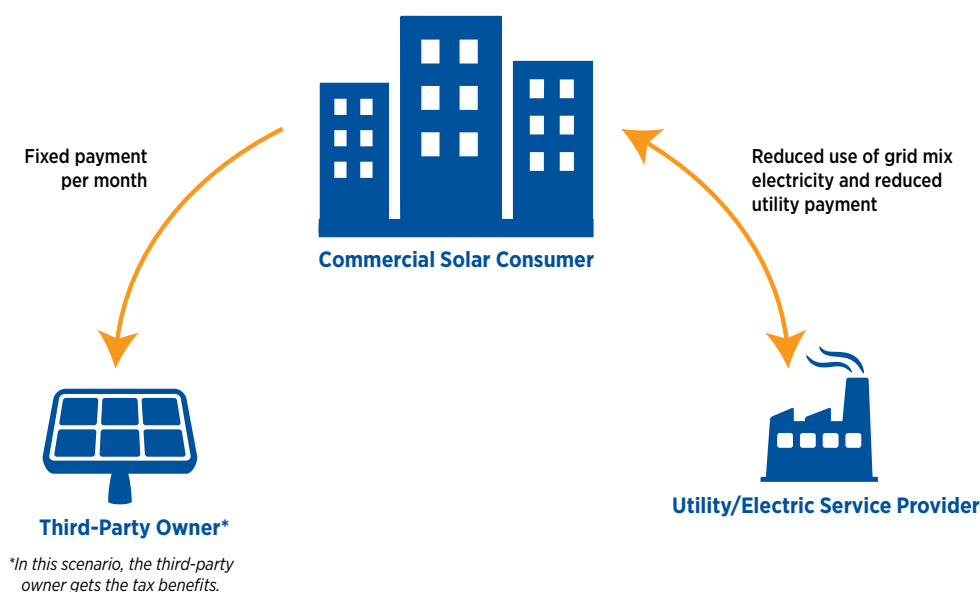 Fixed payment
per month
Reduced use of grid mix
electricity and reduced
utility payment
Commercial Solar Consumer
Third-Party Owner*
*In this scenario, the third-party
owner gets the tax benefits.
Utility/Electric Service Provider